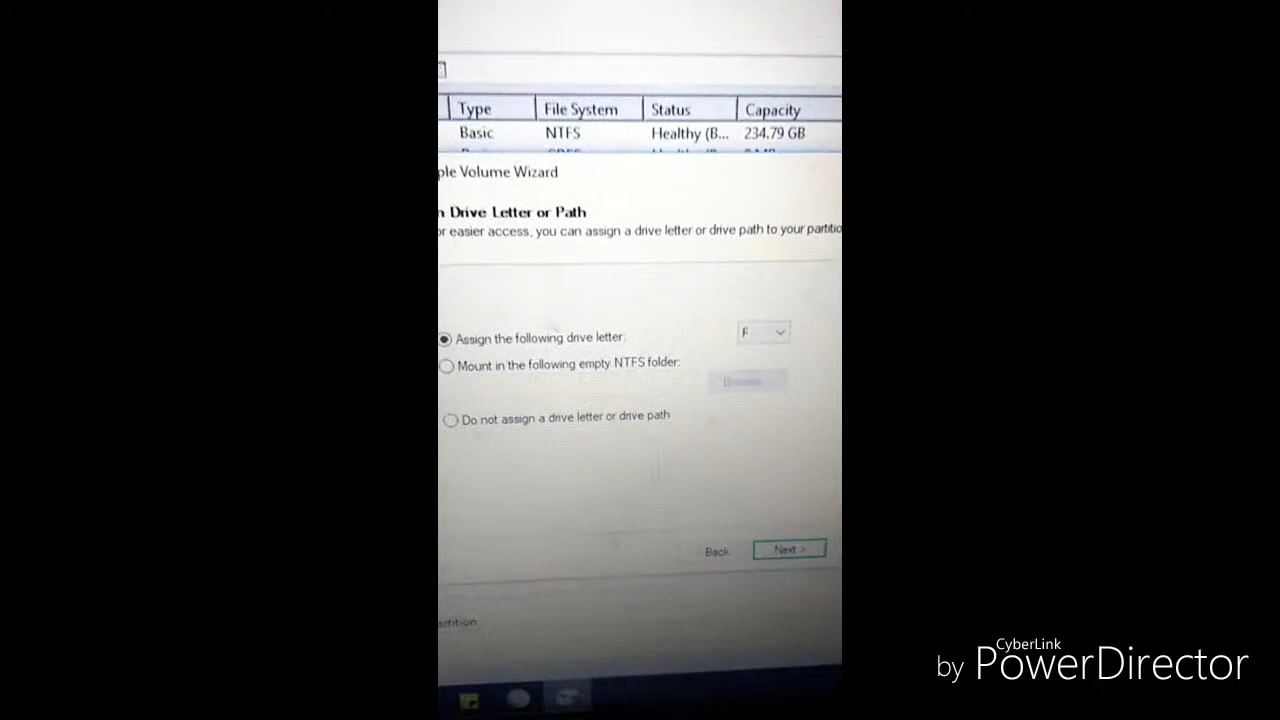 Type File System Status Capacity
Basic NTFS Healthy (B... 234.79 GB
ple Volume Wizard
n Drive Letter or Path
or easier access, you can assign a drive letter or drive path to your partitio
Assign the following drive letter: F
Mount in the following empty NTFS folder:
Do not assign a drive letter or drive path
Back Next >
artition
CyberLink
by PowerDirector